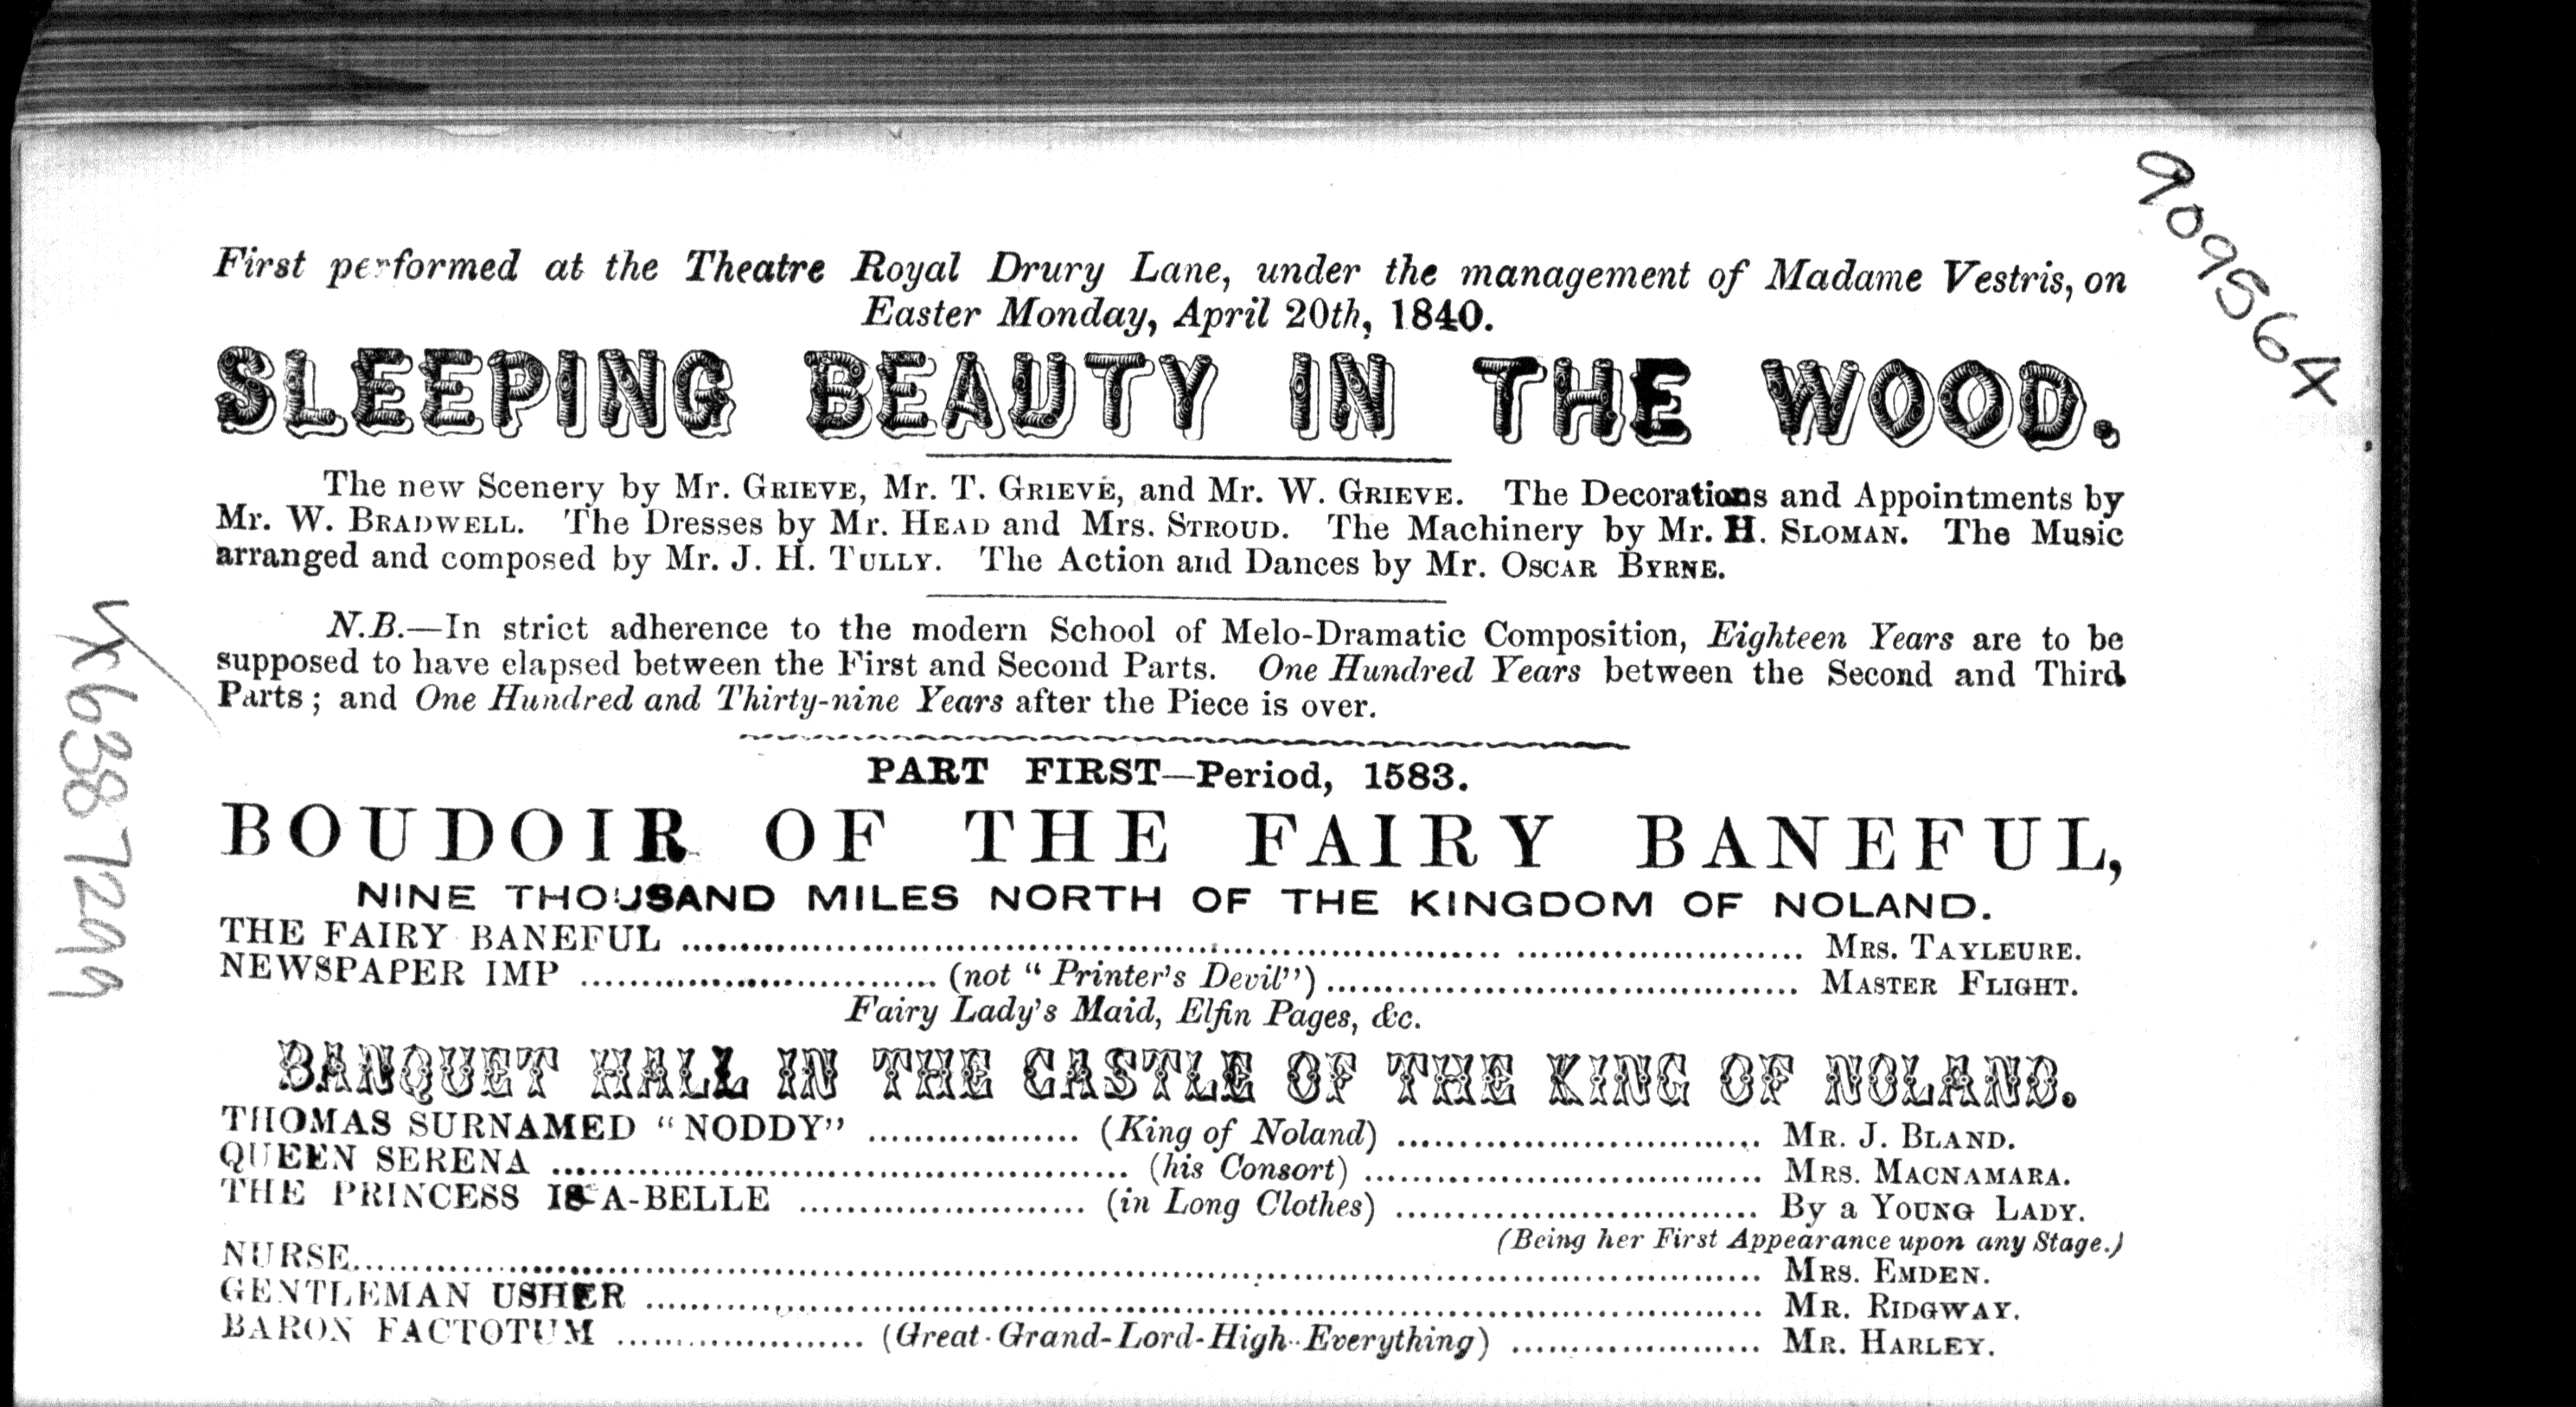 First performed at the Theatre Royal Drury Lane, under the management of Madame Vestris, on
Easter Monday, April 20th, 1840.
SLEEPING BEAUTY IN THE WOOD.
The new Scenery by Mr. GRIEVE, Mr. T. GRIEVE, and Mr. W. GRIEVE. The Decorations and Appointments by
Mr. W. BRADWELL. The Dresses by Mr. HEAD and Mrs. STROUD. The Machinery by Mr. H. SLOMAN. The Music
arranged and composed by Mr. J. H. TULLY. The Action and Dances by Mr. OSCAR BYRNE.
N.B.—In strict adherence to the modern School of Melo-Dramatic Composition, Eighteen Years are to be
supposed to have elapsed between the First and Second Parts. One Hundred Years between the Second and Third
Parts; and One Hundred and Thirty-nine Years after the Piece is over.
PART FIRST—Period, 1583.
BOUDOIR OF THE FAIRY BANEFUL,
NINE THOUSAND MILES NORTH OF THE KINGDOM OF NOLAND.
THE FAIRY BANEFUL ........ MRS. TAYLEURE.
NEWSPAPER IMP ........ (not "Printer's Devil") ........ MASTER FLIGHT.
Fairy Lady's Maid, Elfin Pages, &c.
BANQUET HALL IN THE CASTLE OF THE KING OF NOLAND.
THOMAS SURNAMED "NODDY" ........ (King of Noland) ........ MR. J. BLAND.
QUEEN SERENA ........ (his Consort) ........ MRS. MACNAMARA.
THE PRINCESS IS-A-BELLE ........ (in Long Clothes) ........ By a YOUNG LADY.
(Being her First Appearance upon any Stage.)
NURSE ........ MRS. EMDEN.
GENTLEMAN USHER ........ MR. RIDGWAY.
BARON FACTOTUM ........ (Great-Grand-Lord-High-Everything) ........ MR. HARLEY.
909564